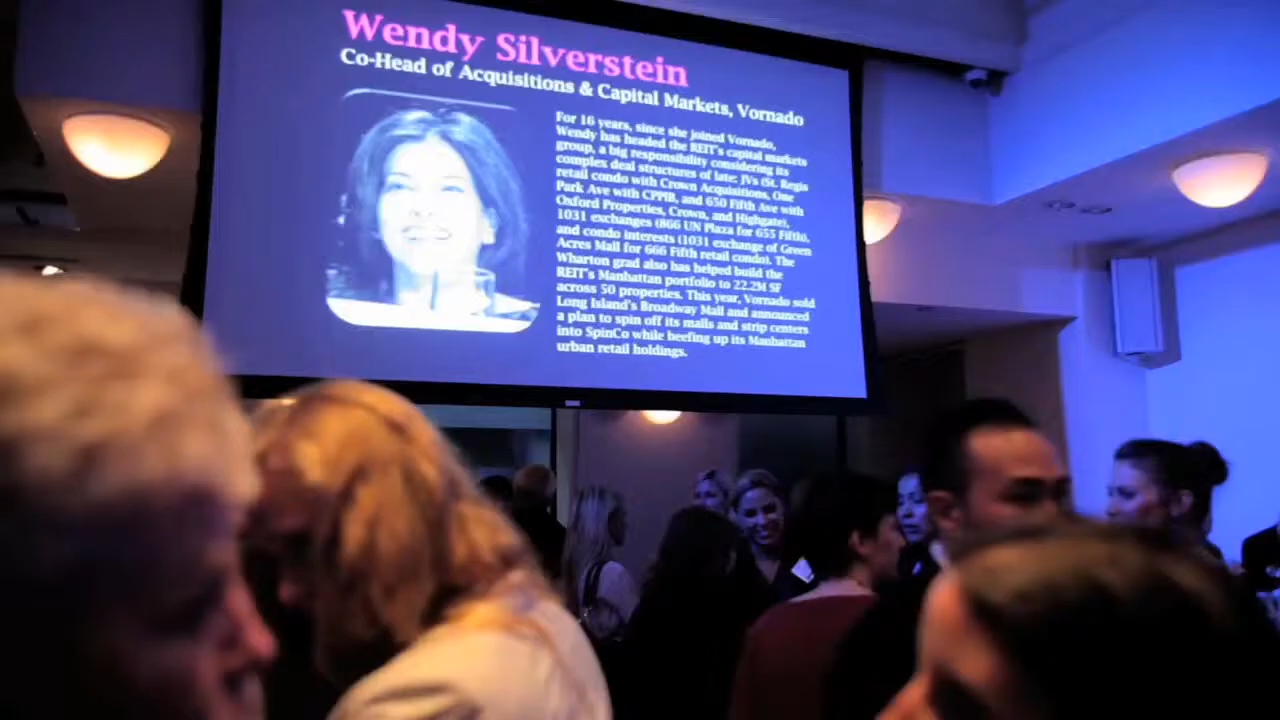 Wendy Silverstein
Co-Head of Acquisitions & Capital Markets, Vornado
For 16 years, since she joined Vornado,
Wendy has headed the REIT's capital markets
group, a big responsibility considering its
complex deal structures of late: JVs (St. Regis
retail condo with Crown Acquisitions, One
Park Ave with CPPIB, and 650 Fifth Ave with
Oxford Properties, Crown, and Highgate),
1031 exchanges (866 UN Plaza for 655 Fifth),
and condo interests (1031 exchange of Green
Acres Mall for 666 Fifth retail condo). The
Wharton grad also has helped build the
REIT's Manhattan portfolio to 22.2M SF
across 50 properties. This year, Vornado sold
Long Island's Broadway Mall and announced
a plan to spin off its malls and strip centers
into SpinCo while beefing up its Manhattan
urban retail holdings.